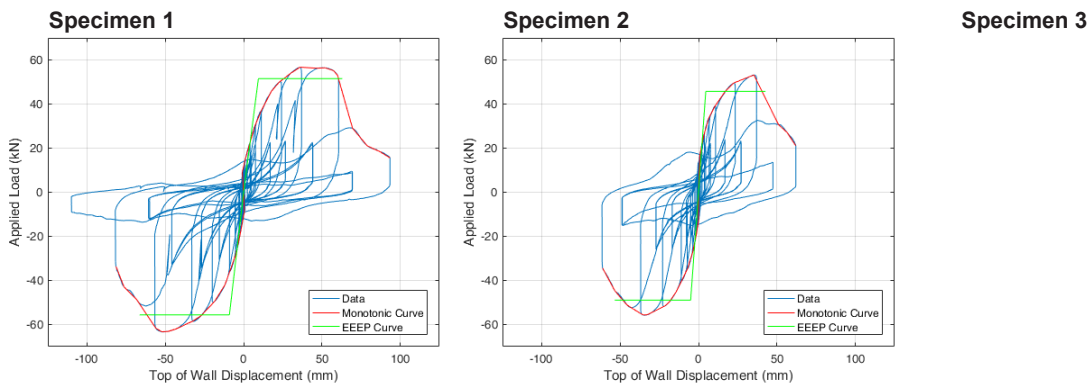 Specimen 1
Specimen 2
Specimen 3
60
40
20
0
-20
-40
-60
Applied Load (kN)
-100
-50
0
50
100
Top of Wall Displacement (mm)
Data
Monotonic Curve
EEEP Curve
60
40
20
0
-20
-40
-60
Applied Load (kN)
-100
-50
0
50
100
Top of Wall Displacement (mm)
Data
Monotonic Curve
EEEP Curve